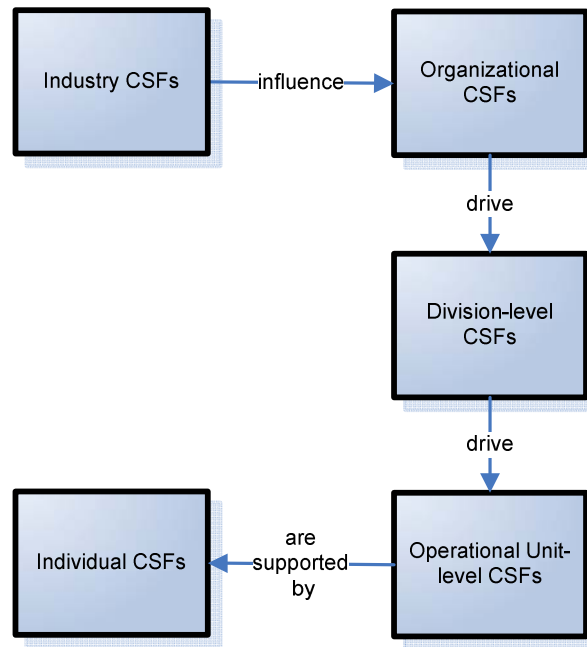 Industry CSFs
influence
Organizational
CSFs
drive
Division-level
CSFs
drive
Operational Unit-
level CSFs
are
supported
by
Individual CSFs